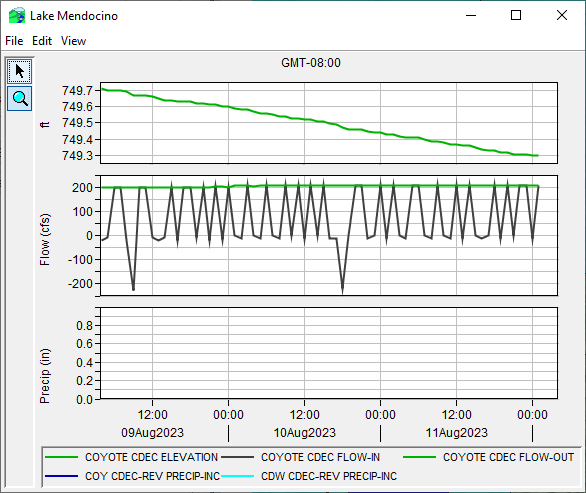 Lake Mendocino
File Edit View
GMT-08:00
749.7
749.6
749.5
749.4
749.3
ft
200
100
0
-100
-200
Flow (cfs)
0.8
0.6
0.4
0.2
0.0
Precip (in)
12:00 00:00 12:00 00:00 12:00 00:00
09Aug2023 10Aug2023 11Aug2023
COYOTE CDEC ELEVATION COYOTE CDEC FLOW-IN COYOTE CDEC FLOW-OUT
COY CDEC-REV PRECIP-INC CDW CDEC-REV PRECIP-INC